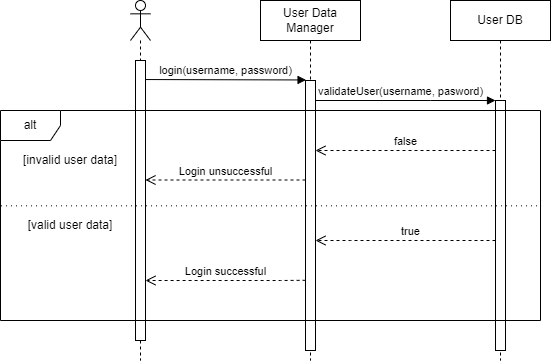 User Data
Manager
User DB
login(username, password)
validateUser(username, pasword)
alt
false
[invalid user data]
Login unsuccessful
[valid user data]
true
Login successful